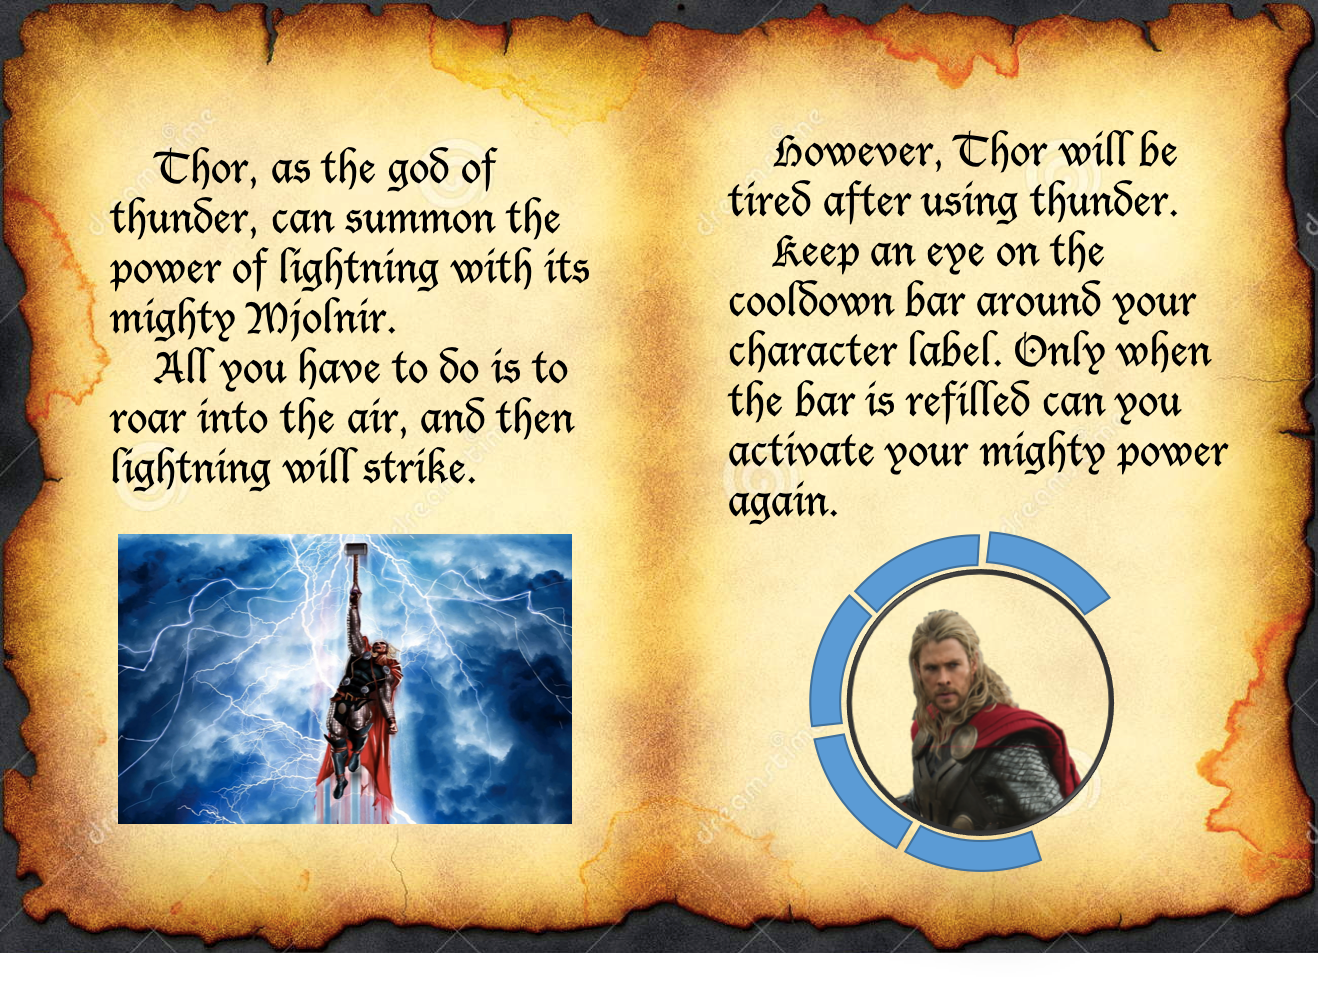 Thor, as the god of
thunder, can summon the
power of lightning with its
mighty Mjolnir.
All you have to do is to
roar into the air, and then
lightning will strike.
However, Thor will be
tired after using thunder.
Keep an eye on the
cooldown bar around your
character label. Only when
the bar is refilled can you
activate your mighty power
again.